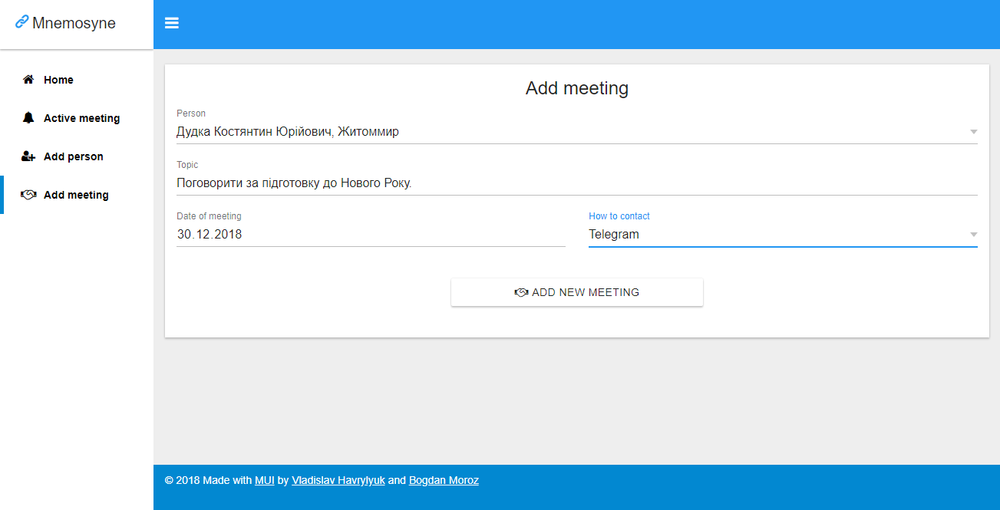 Mnemosyne
Home
Active meeting
Add person
Add meeting
Add meeting
Person
Дудка Костянтин Юрійович, Житоммир
Topic
Поговорити за підготовку до Нового Року.
Date of meeting
30.12.2018
How to contact
Telegram
ADD NEW MEETING
© 2018 Made with MUI by Vladislav Havrylyuk and Bogdan Moroz